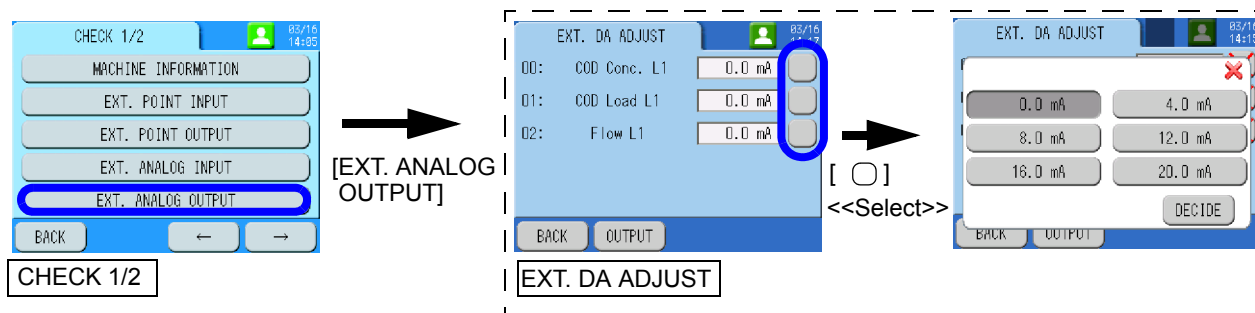 CHECK 1/2
03/16
14:05
MACHINE INFORMATION
EXT. POINT INPUT
EXT. POINT OUTPUT
EXT. ANALOG INPUT
EXT. ANALOG OUTPUT
BACK
←
→
CHECK 1/2
[EXT. ANALOG
OUTPUT]
EXT. DA ADJUST
03/16
00: COD Conc. L1 0.0 mA
01: COD Load L1 0.0 mA
02: Flow L1 0.0 mA
BACK OUTPUT
EXT. DA ADJUST
[ ]
<<Select>>
EXT. DA ADJUST
0.0 mA 4.0 mA
8.0 mA 12.0 mA
16.0 mA 20.0 mA
DECIDE
BACK OUTPUT